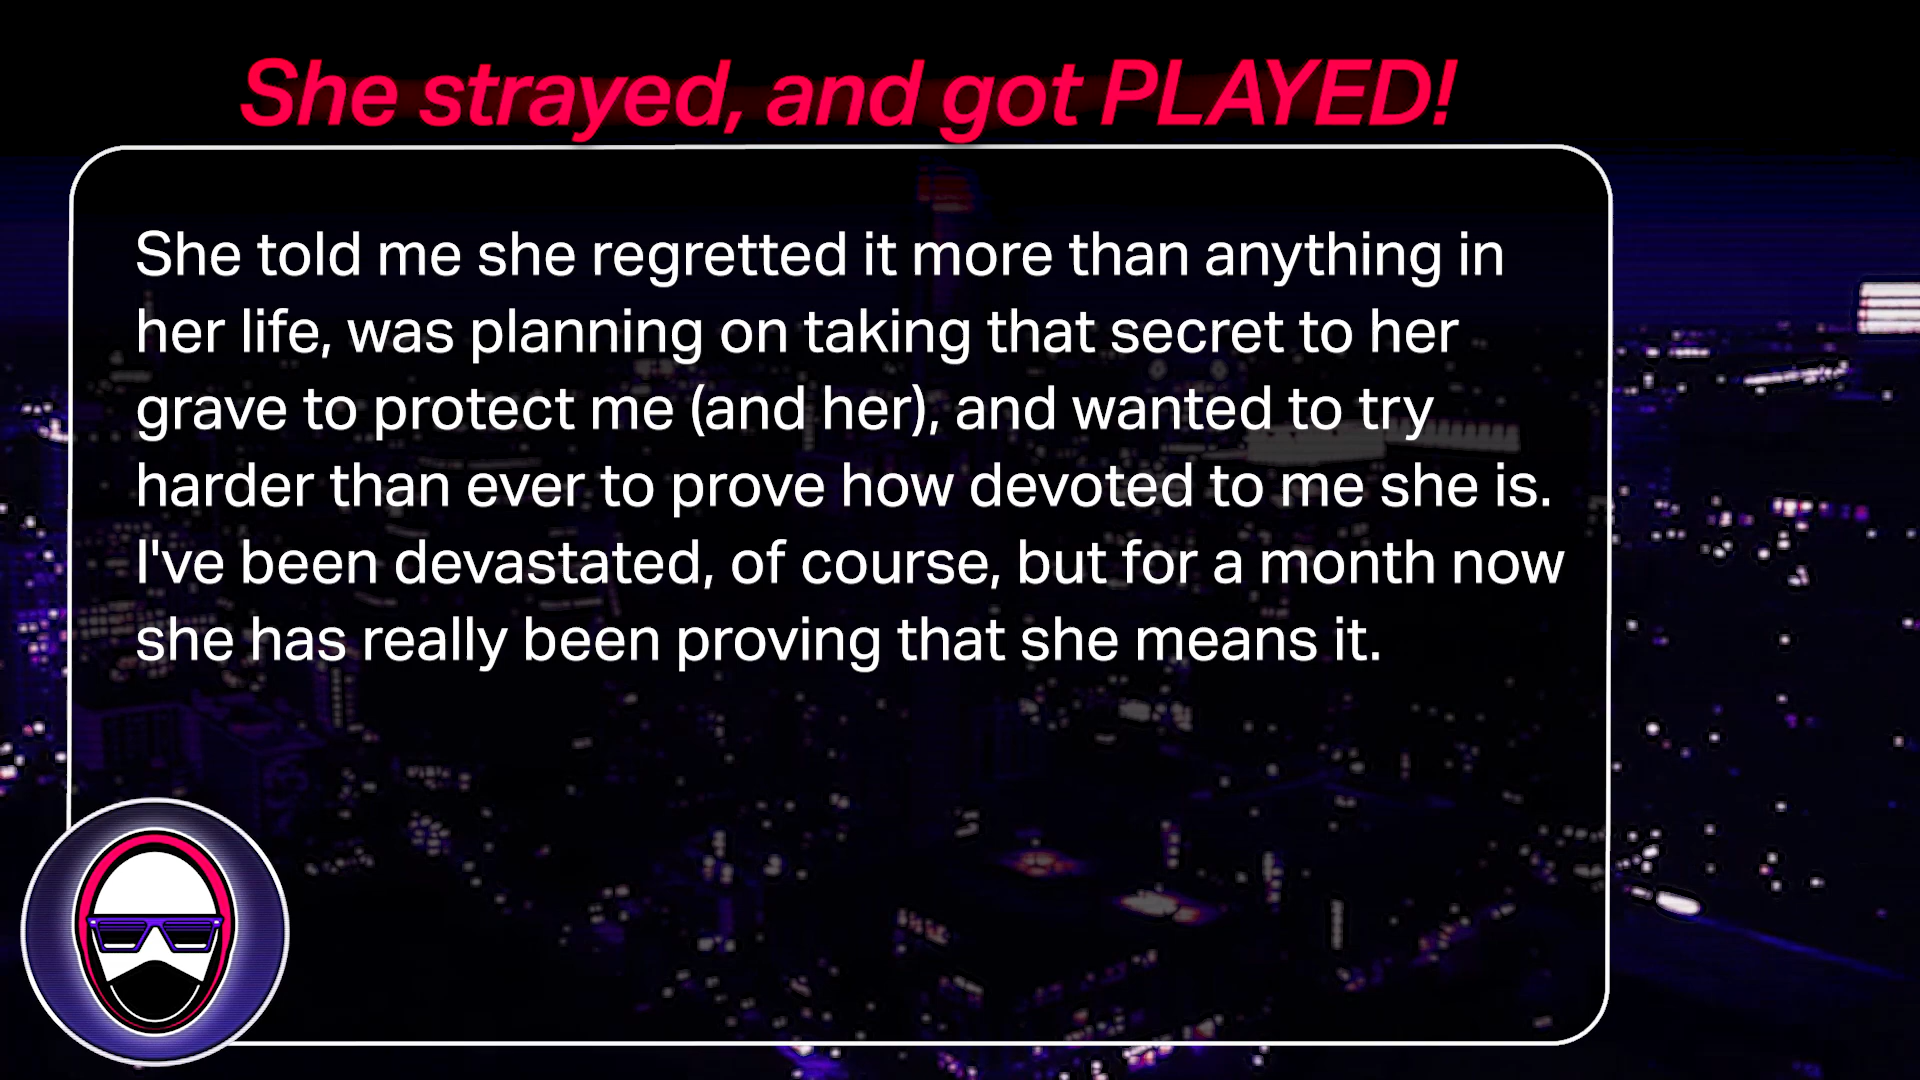 She strayed, and got PLAYED!
She told me she regretted it more than anything in
her life, was planning on taking that secret to her
grave to protect me (and her), and wanted to try
harder than ever to prove how devoted to me she is.
I've been devastated, of course, but for a month now
she has really been proving that she means it.